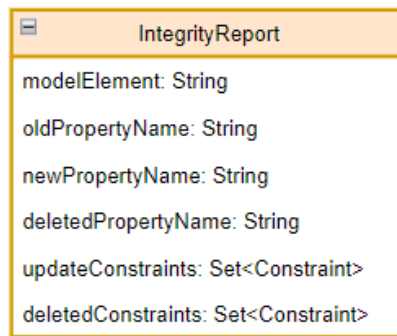 IntegrityReport
modelElement: String
oldPropertyName: String
newPropertyName: String
deletedPropertyName: String
updateConstraints: Set<Constraint>
deletedConstraints: Set<Constraint>